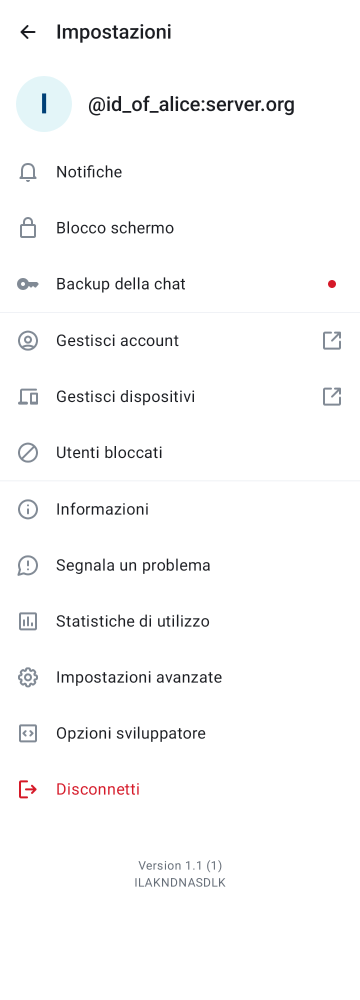 Impostazioni
I
@id_of_alice:server.org
Notifiche
Blocco schermo
Backup della chat
Gestisci account
Gestisci dispositivi
Utenti bloccati
Informazioni
Segnala un problema
Statistiche di utilizzo
Impostazioni avanzate
Opzioni sviluppatore
Disconnetti
Version 1.1 (1)
ILAKNDNASDLK